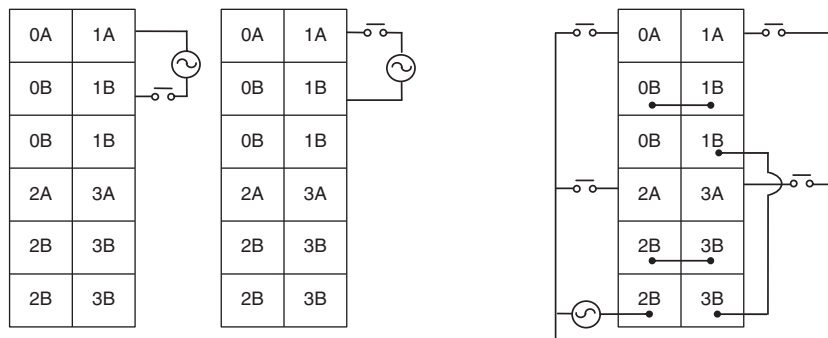 0A 1A 0A 1A 0A 1A
0B 1B 0B 1B 0B 1B
0B 1B 0B 1B 0B 1B
2A 3A 2A 3A 2A 3A
2B 3B 2B 3B 2B 3B
2B 3B 2B 3B 2B 3B